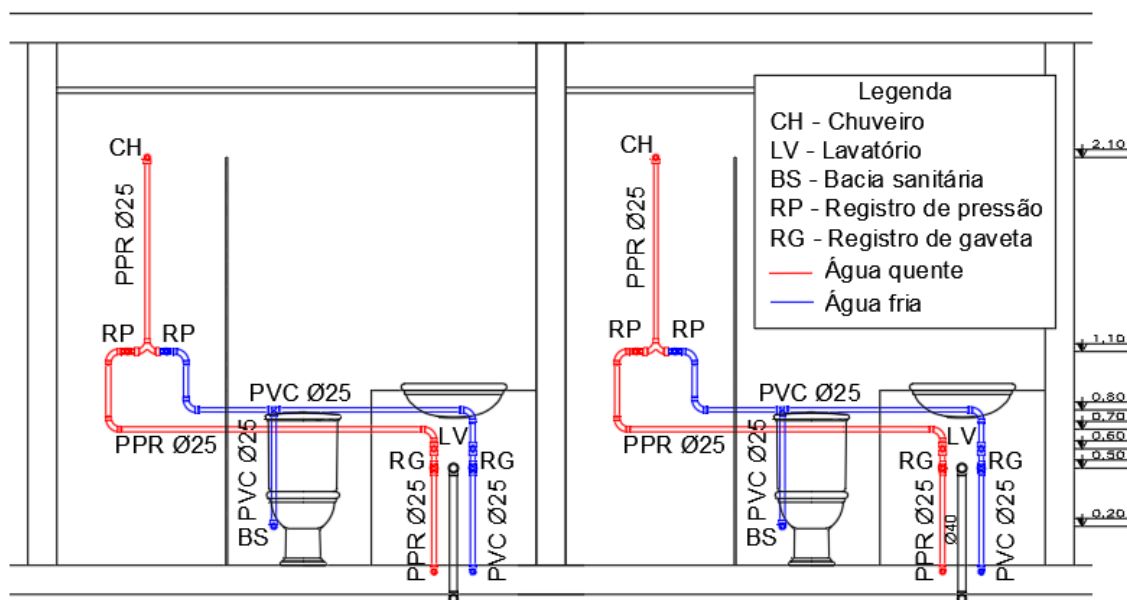 Legenda
CH - Chuveiro
LV - Lavatório
BS - Bacia sanitária
RP - Registro de pressão
RG - Registro de gaveta
Água quente
Água fria
CH
PPR Ø25
RP RP
PVC Ø25
PPR Ø25
LV
PVC Ø25
RG RG
BS
PPR Ø25
PVC Ø25
CH
PPR Ø25
RP RP
PVC Ø25
PPR Ø25
LV
PVC Ø25
RG RG
BS
PPR Ø25
Ø40
PVC Ø25
2,10
1,10
0,80
0,70
0,60
0,50
0,20